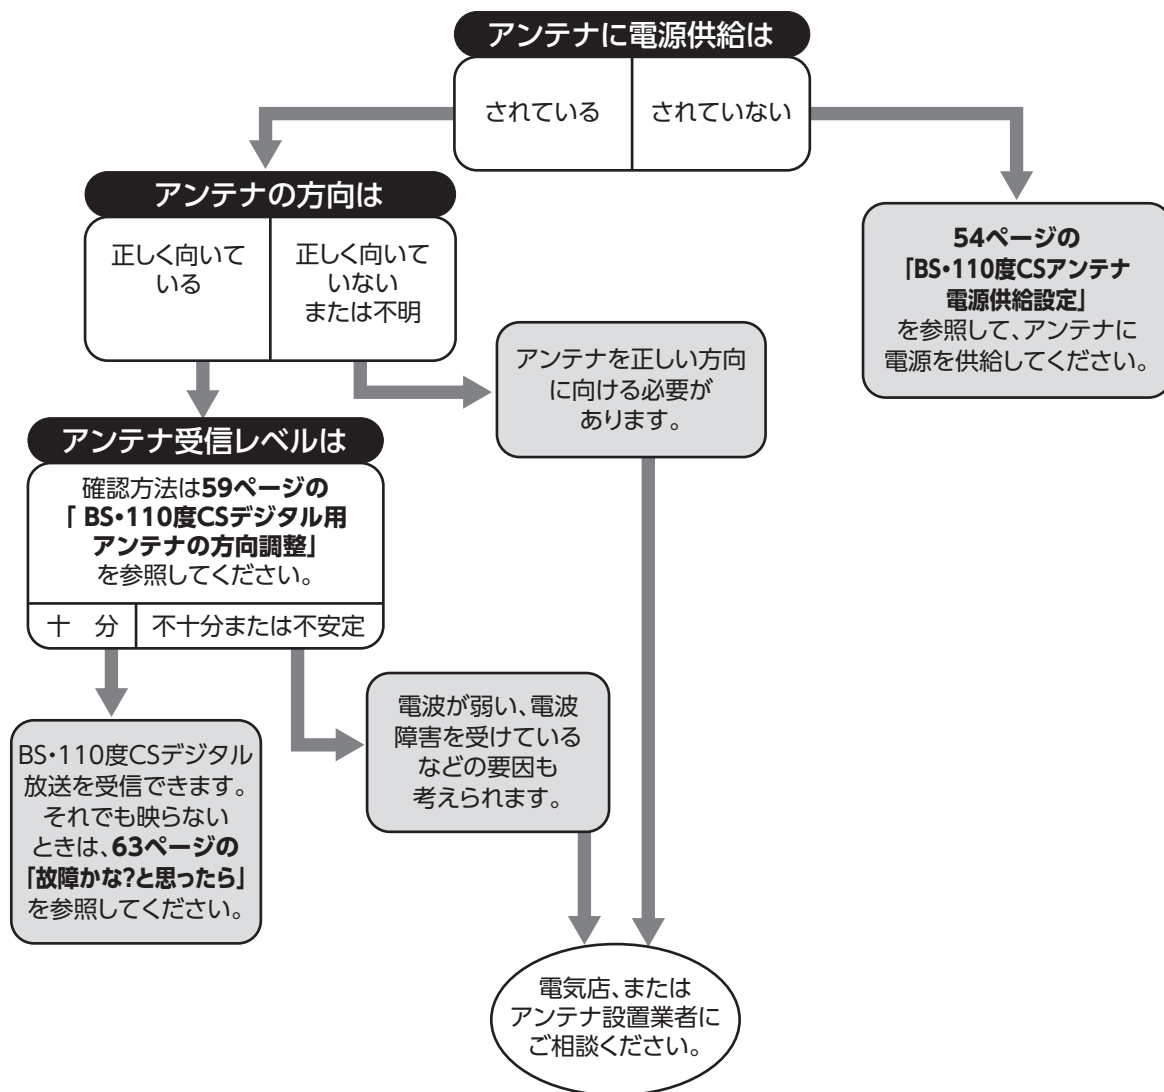 アンテナに電源供給は
されている
されていない
アンテナの方向は
正しく向いて
いる
正しく向いて
いない
または不明
54ページの
「BS・110度CSアンテナ
電源供給設定」
を参照して、アンテナに
電源を供給してください。
アンテナを正しい方向
に向ける必要が
あります。
アンテナ受信レベルは
確認方法は59ページの
「 BS・110度CSデジタル用
アンテナの方向調整」
を参照してください。
十　分
不十分または不安定
電波が弱い、電波
障害を受けている
などの要因も
考えられます。
BS・110度CSデジタル
放送を受信できます。
それでも映らない
ときは、63ページの
「故障かな?と思ったら」
を参照してください。
電気店、または
アンテナ設置業者に
ご相談ください。